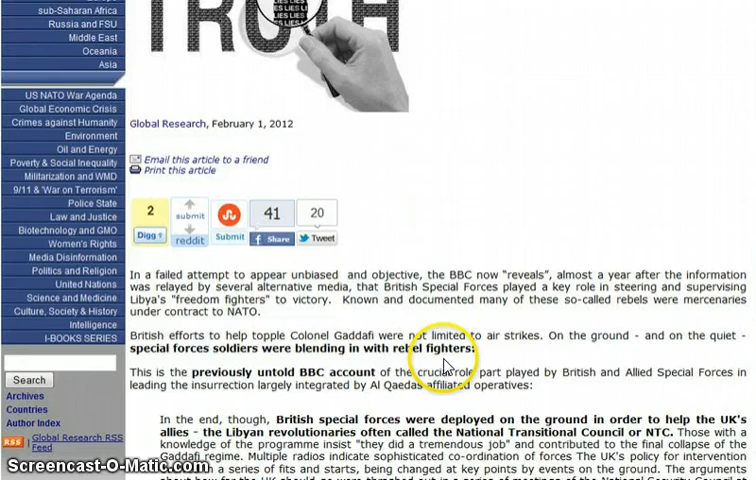 sub-Saharan Africa
Russia and FSU
Middle East
Oceania
Asia
US NATO War Agenda
Global Economic Crisis
Crimes against Humanity
Environment
Oil and Energy
Poverty & Social Inequality
Militarization and WMD
9/11 & 'War on Terrorism'
Police State
Law and Justice
Biotechnology and GMO
Women's Rights
Media Disinformation
Politics and Religion
United Nations
Science and Medicine
Culture, Society & History
Intelligence
I-BOOKS SERIES
Search
Archives
Countries
Author Index
RSS Global Research RSS
Feed
TRUTH
LIES LIES
Global Research, February 1, 2012
Email this article to a friend
Print this article
2
Digg
submit
reddit
Submit
41
Share
20
Tweet
In a failed attempt to appear unbiased and objective, the BBC now "reveals", almost a year after the information
was relayed by several alternative media, that British Special Forces played a key role in steering and supervising
Libya's "freedom fighters" to victory. Known and documented many of these so-called rebels were mercenaries
under contract to NATO.
British efforts to help topple Colonel Gaddafi were not limited to air strikes. On the ground - and on the quiet -
special forces soldiers were blending in with rebel fighters:
This is the previously untold BBC account of the crucial role part played by British and Allied Special Forces in
leading the insurrection largely integrated by Al Qaedas affiliated operatives:
In the end, though, British special forces were deployed on the ground in order to help the UK's
allies - the Libyan revolutionaries often called the National Transitional Council or NTC. Those with a
knowledge of the programme insist "they did a tremendous job" and contributed to the final collapse of the
Gaddafi regime. Multiple radios indicate sophisticated co-ordination of forces The UK's policy for intervention
a series of fits and starts, being changed at key points by events on the ground. The arguments
Screencast-O-Matic.com